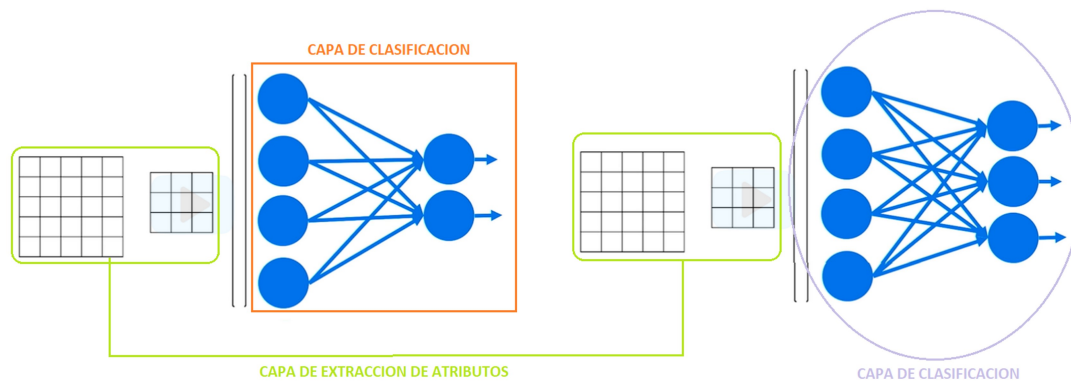 CAPA DE CLASIFICACION
CAPA DE EXTRACCION DE ATRIBUTOS
CAPA DE CLASIFICACION